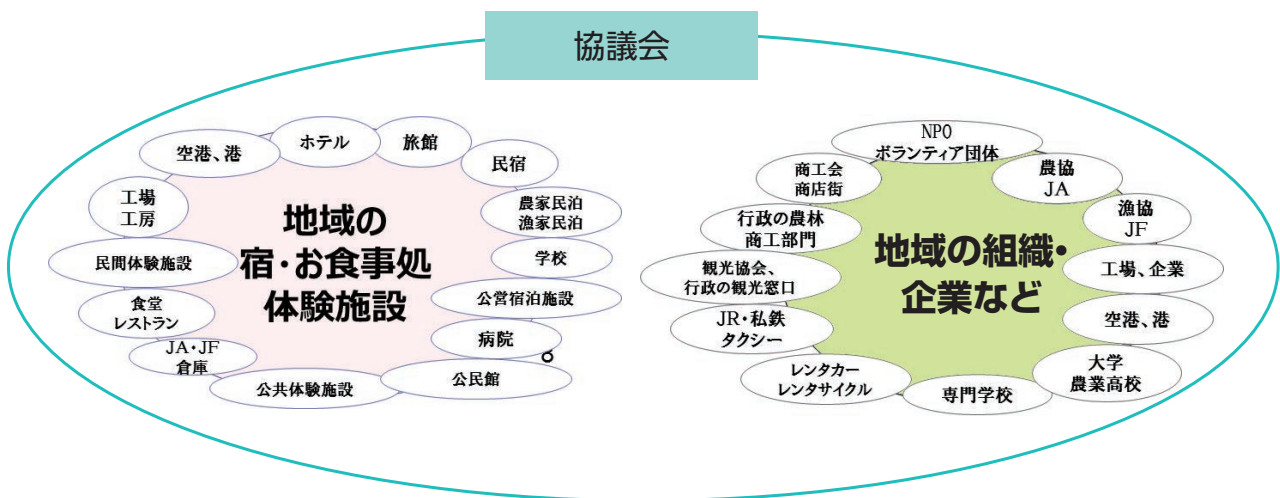 協議会
ホテル
旅館
民宿
農家民泊
漁家民泊
学校
公営宿泊施設
病院
公民館
公共体験施設
JA・JF
倉庫
食堂
レストラン
民間体験施設
工場
工房
空港、港
地域の
宿・お食事処
体験施設
NPO
ボランティア団体
農協
JA
漁協
JF
工場、企業
空港、港
大学
農業高校
専門学校
レンタカー
レンタサイクル
JR・私鉄
タクシー
観光協会、
行政の観光窓口
行政の農林
商工部門
商工会
商店街
地域の組織・
企業など